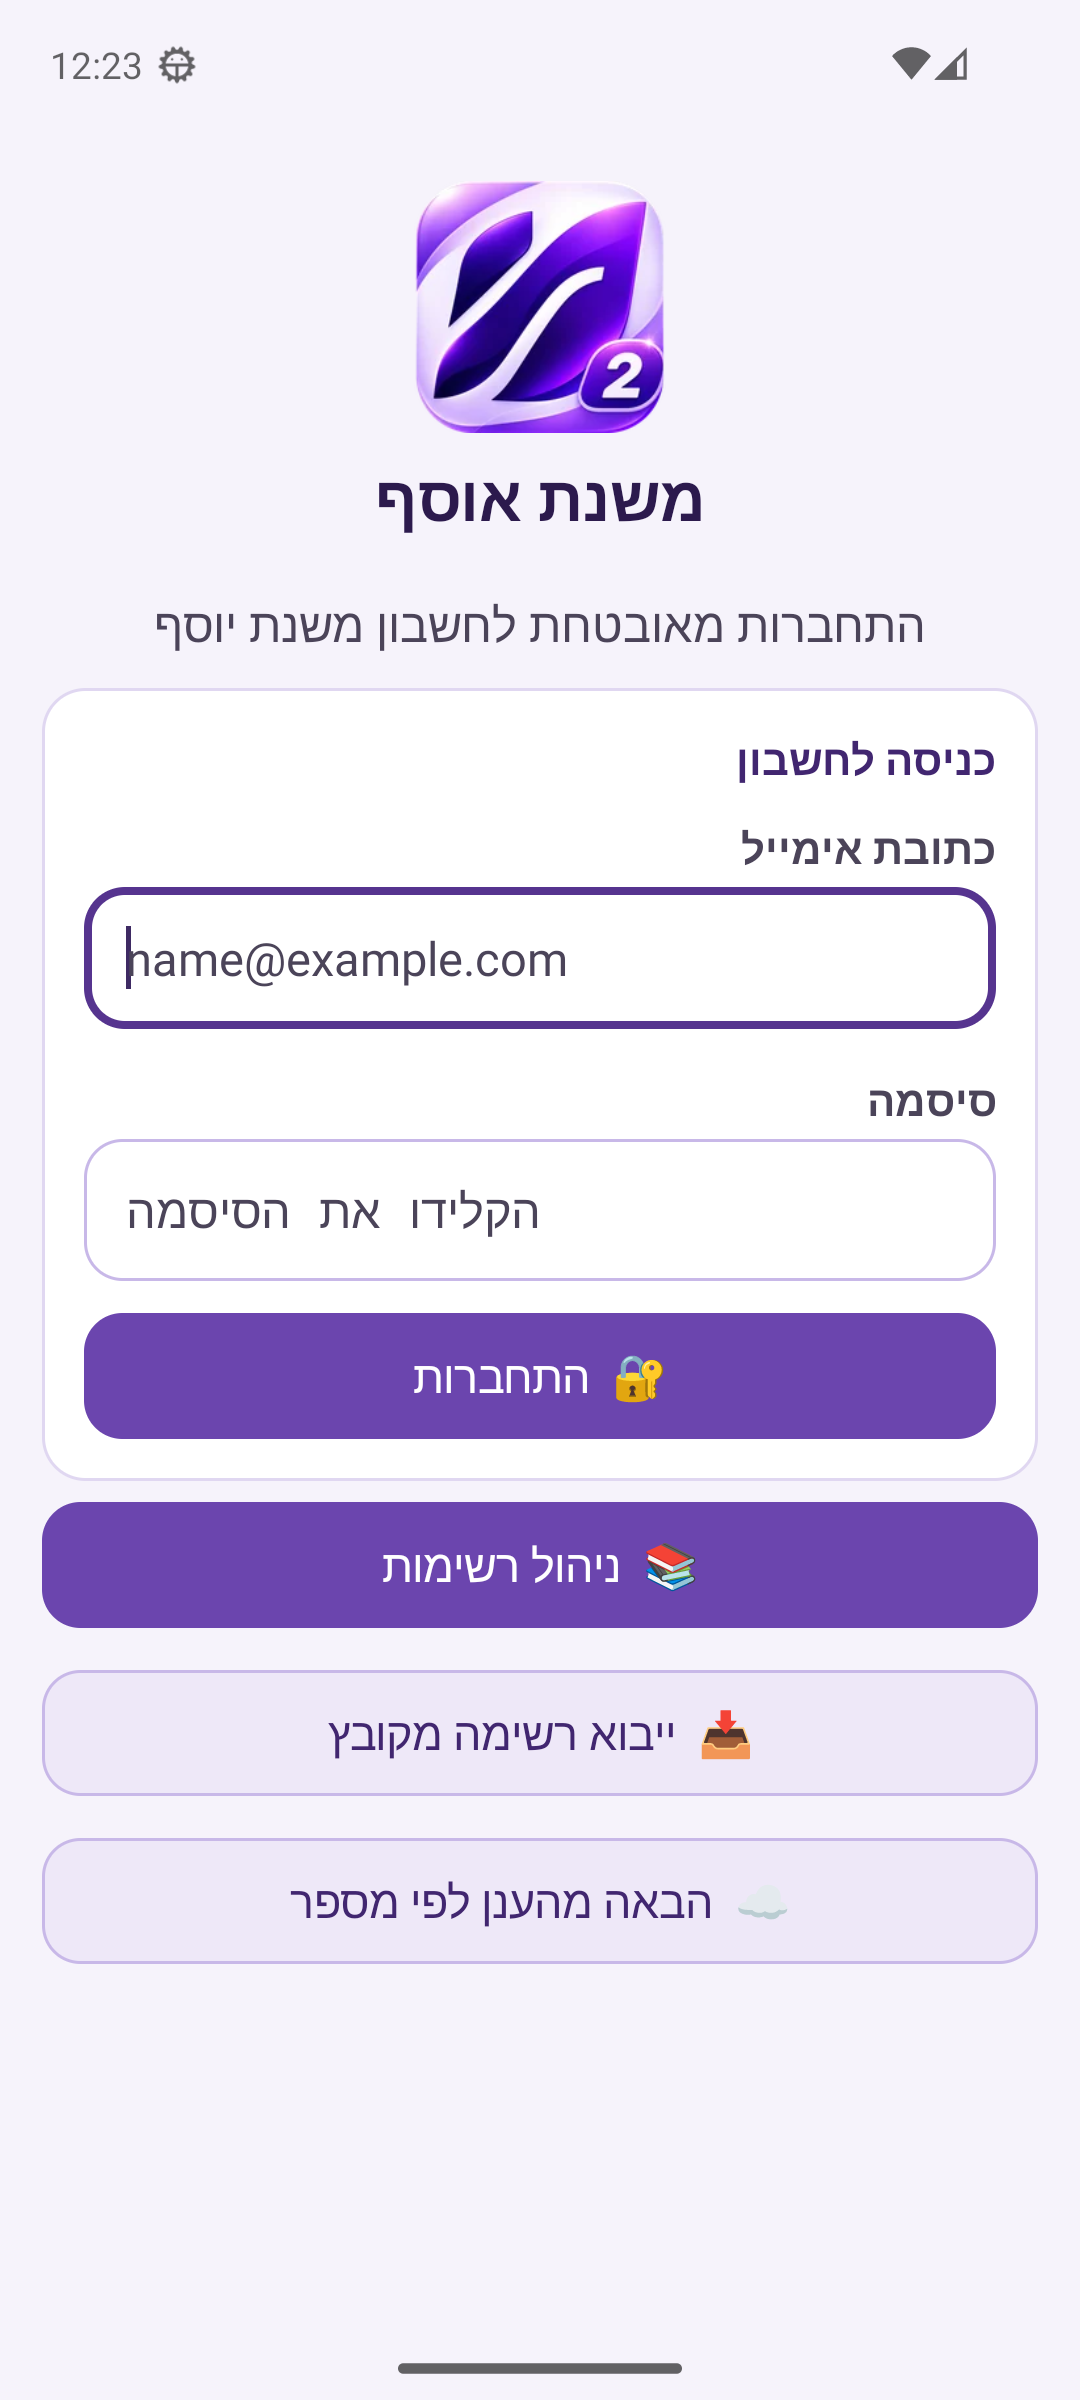 12:23
2
משנת אוסף
התחברות מאובטחת לחשבון משנת יוסף
כניסה לחשבון
כתובת אימייל
name@example.com
סיסמה
הקלידו את הסיסמה
🔐 התחברות
📚 ניהול רשימות
📥 ייבוא רשימה מקובץ
☁️ הבאה מהענן לפי מספר